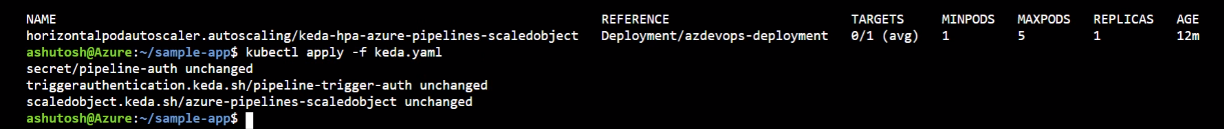 NAME REFERENCE TARGETS MINPODS MAXPODS REPLICAS AGE
horizontalpodautoscaler.autoscaling/keda-hpa-azure-pipelines-scaledobject Deployment/azdevops-deployment 0/1 (avg) 1 5 1 12m
ashutosh@Azure:~/sample-app$ kubectl apply -f keda.yaml
secret/pipeline-auth unchanged
triggerauthentication.keda.sh/pipeline-trigger-auth unchanged
scaledobject.keda.sh/azure-pipelines-scaledobject unchanged
ashutosh@Azure:~/sample-app$